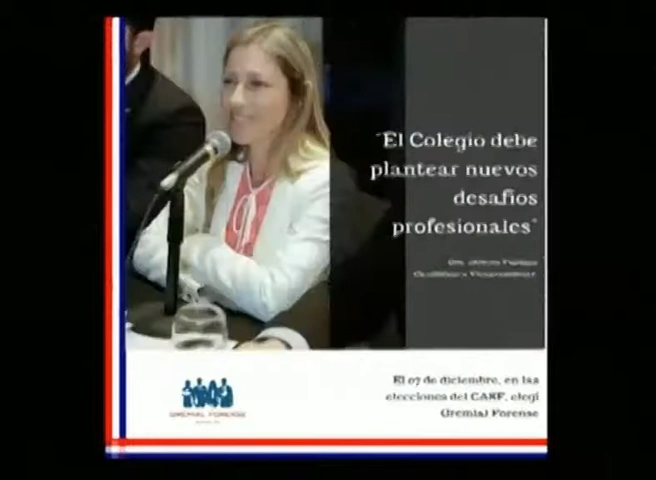 "El Colegio debe
plantear nuevos
desafíos
profesionales"
El 07 de diciembre, en las
elecciones del CASF, elegí
Gremial Forense
GREMIAL FORENSE